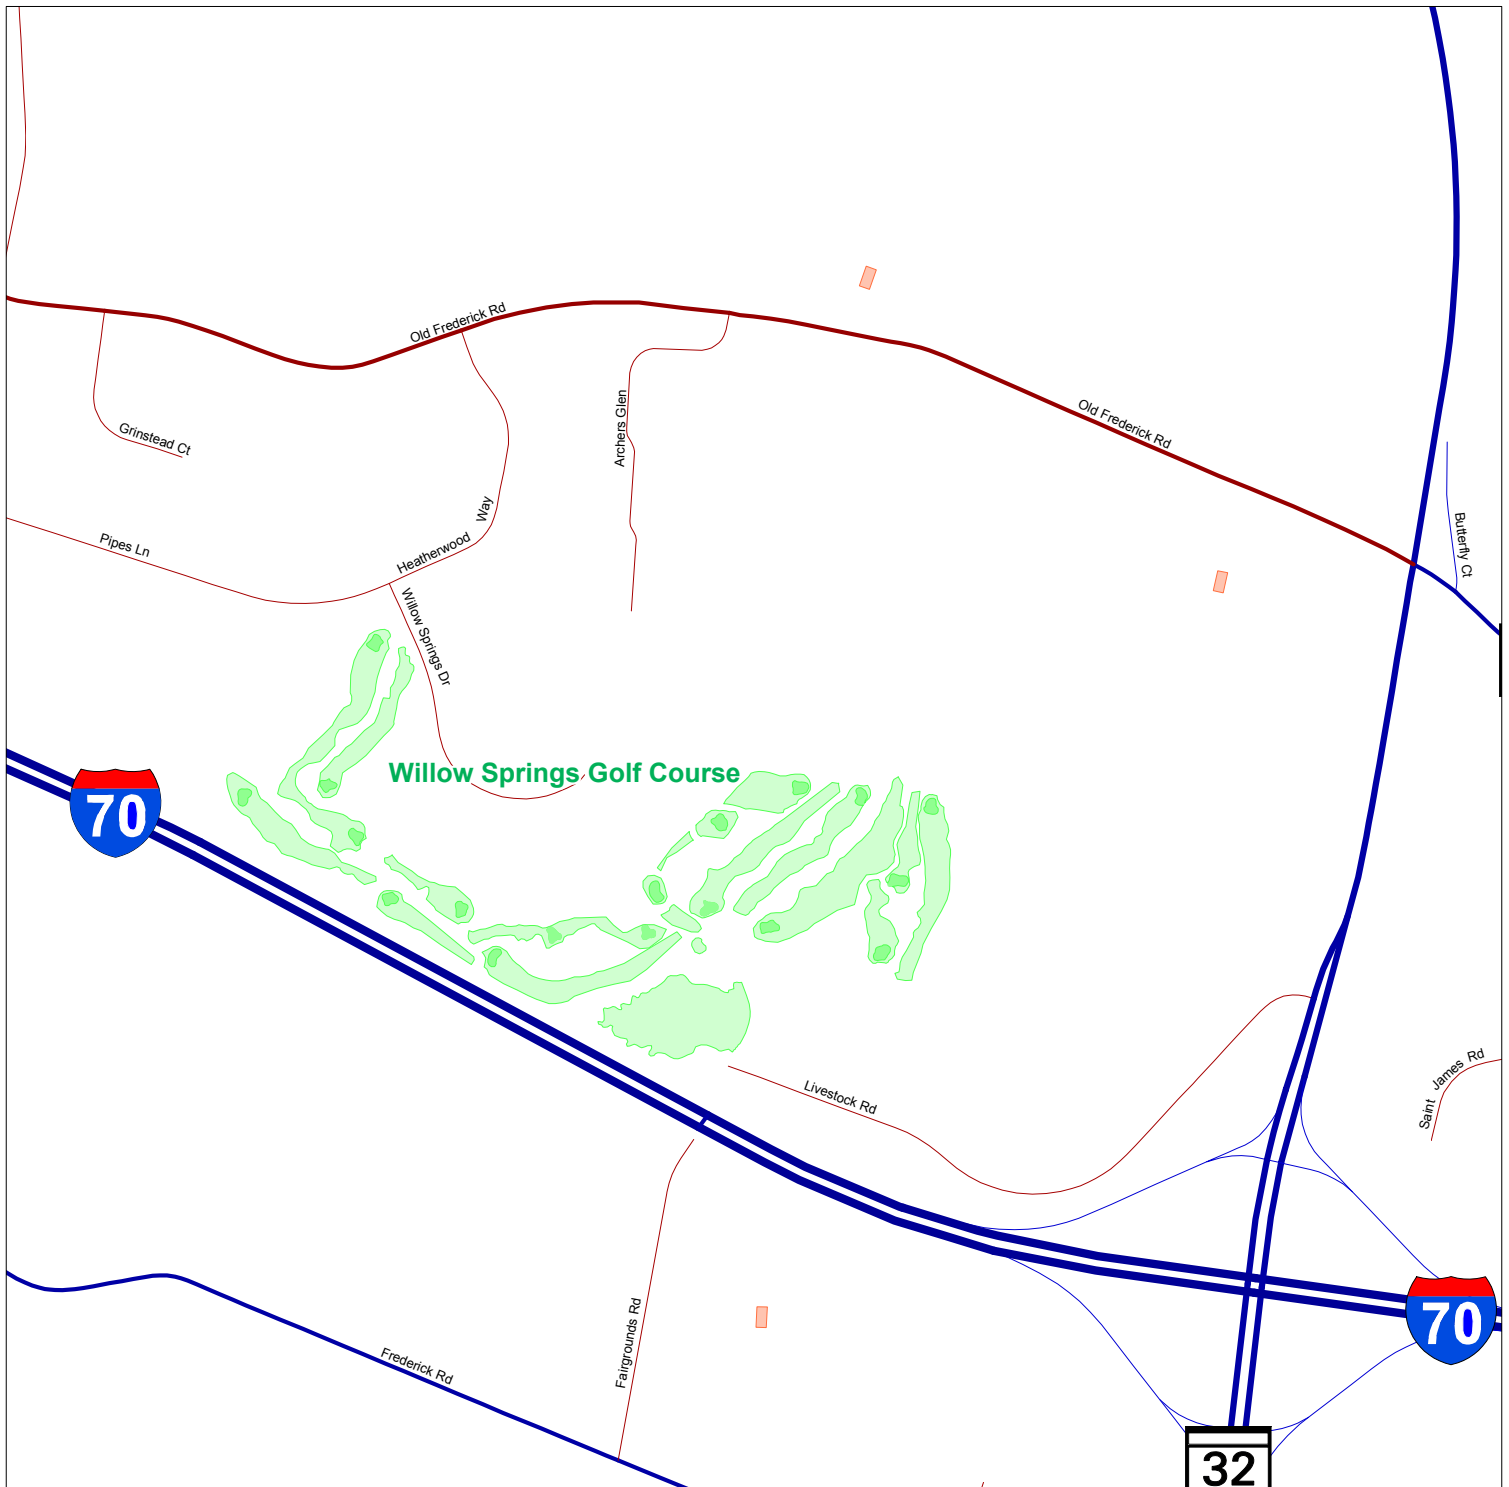 Old Frederick Rd
Grinstead Ct
Archers Glen
Old Frederick Rd
Way
Heatherwood
Pipes Ln
Butterfly Ct
Willow Springs Dr
Willow Springs Golf Course
70
Livestock Rd
James Rd
Saint
Fairgrounds Rd
70
Frederick Rd
32